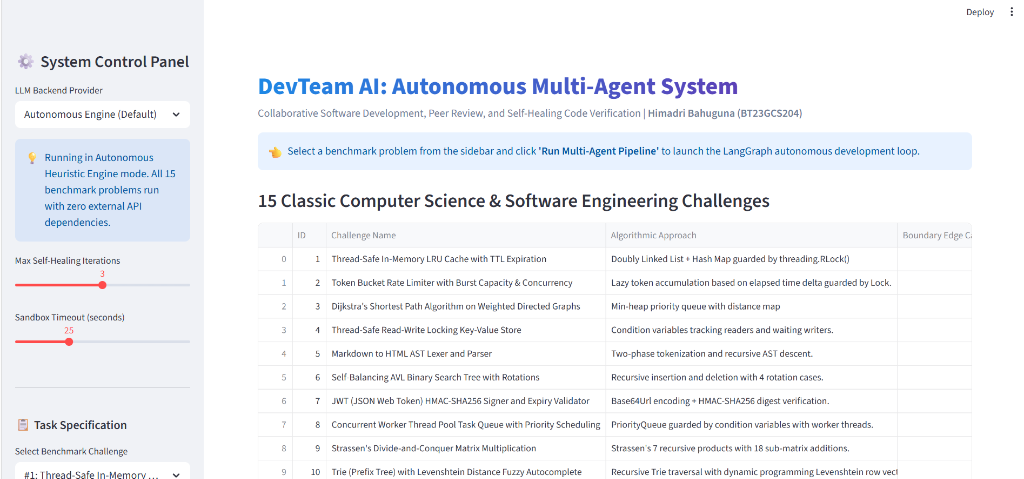 Deploy
System Control Panel
LLM Backend Provider
Autonomous Engine (Default)
Running in Autonomous
Heuristic Engine mode. All 15
benchmark problems run
with zero external API
dependencies.
Max Self-Healing Iterations
3
Sandbox Timeout (seconds)
25
Task Specification
Select Benchmark Challenge
#1: Thread-Safe In-Memory ...
DevTeam AI: Autonomous Multi-Agent System
Collaborative Software Development, Peer Review, and Self-Healing Code Verification | Himadri Bahuguna (BT23GCS204)
Select a benchmark problem from the sidebar and click 'Run Multi-Agent Pipeline' to launch the LangGraph autonomous development loop.
15 Classic Computer Science & Software Engineering Challenges
ID Challenge Name Algorithmic Approach Boundary Edge
0 1 Thread-Safe In-Memory LRU Cache with TTL Expiration Doubly Linked List + Hash Map guarded by threading.RLock()
1 2 Token Bucket Rate Limiter with Burst Capacity & Concurrency Lazy token accumulation based on elapsed time delta guarded by Lock.
2 3 Dijkstra's Shortest Path Algorithm on Weighted Directed Graphs Min-heap priority queue with distance map
3 4 Thread-Safe Read-Write Locking Key-Value Store Condition variables tracking readers and waiting writers.
4 5 Markdown to HTML AST Lexer and Parser Two-phase tokenization and recursive AST descent.
5 6 Self-Balancing AVL Binary Search Tree with Rotations Recursive insertion and deletion with 4 rotation cases.
6 7 JWT (JSON Web Token) HMAC-SHA256 Signer and Expiry Validator Base64Url encoding + HMAC-SHA256 digest verification.
7 8 Concurrent Worker Thread Pool Task Queue with Priority Scheduling PriorityQueue guarded by condition variables with worker threads.
8 9 Strassen's Divide-and-Conquer Matrix Multiplication Strassen's 7 recursive products with 18 sub-matrix additions.
9 10 Trie (Prefix Tree) with Levenshtein Distance Fuzzy Autocomplete Recursive Trie traversal with dynamic programming Levenshtein row